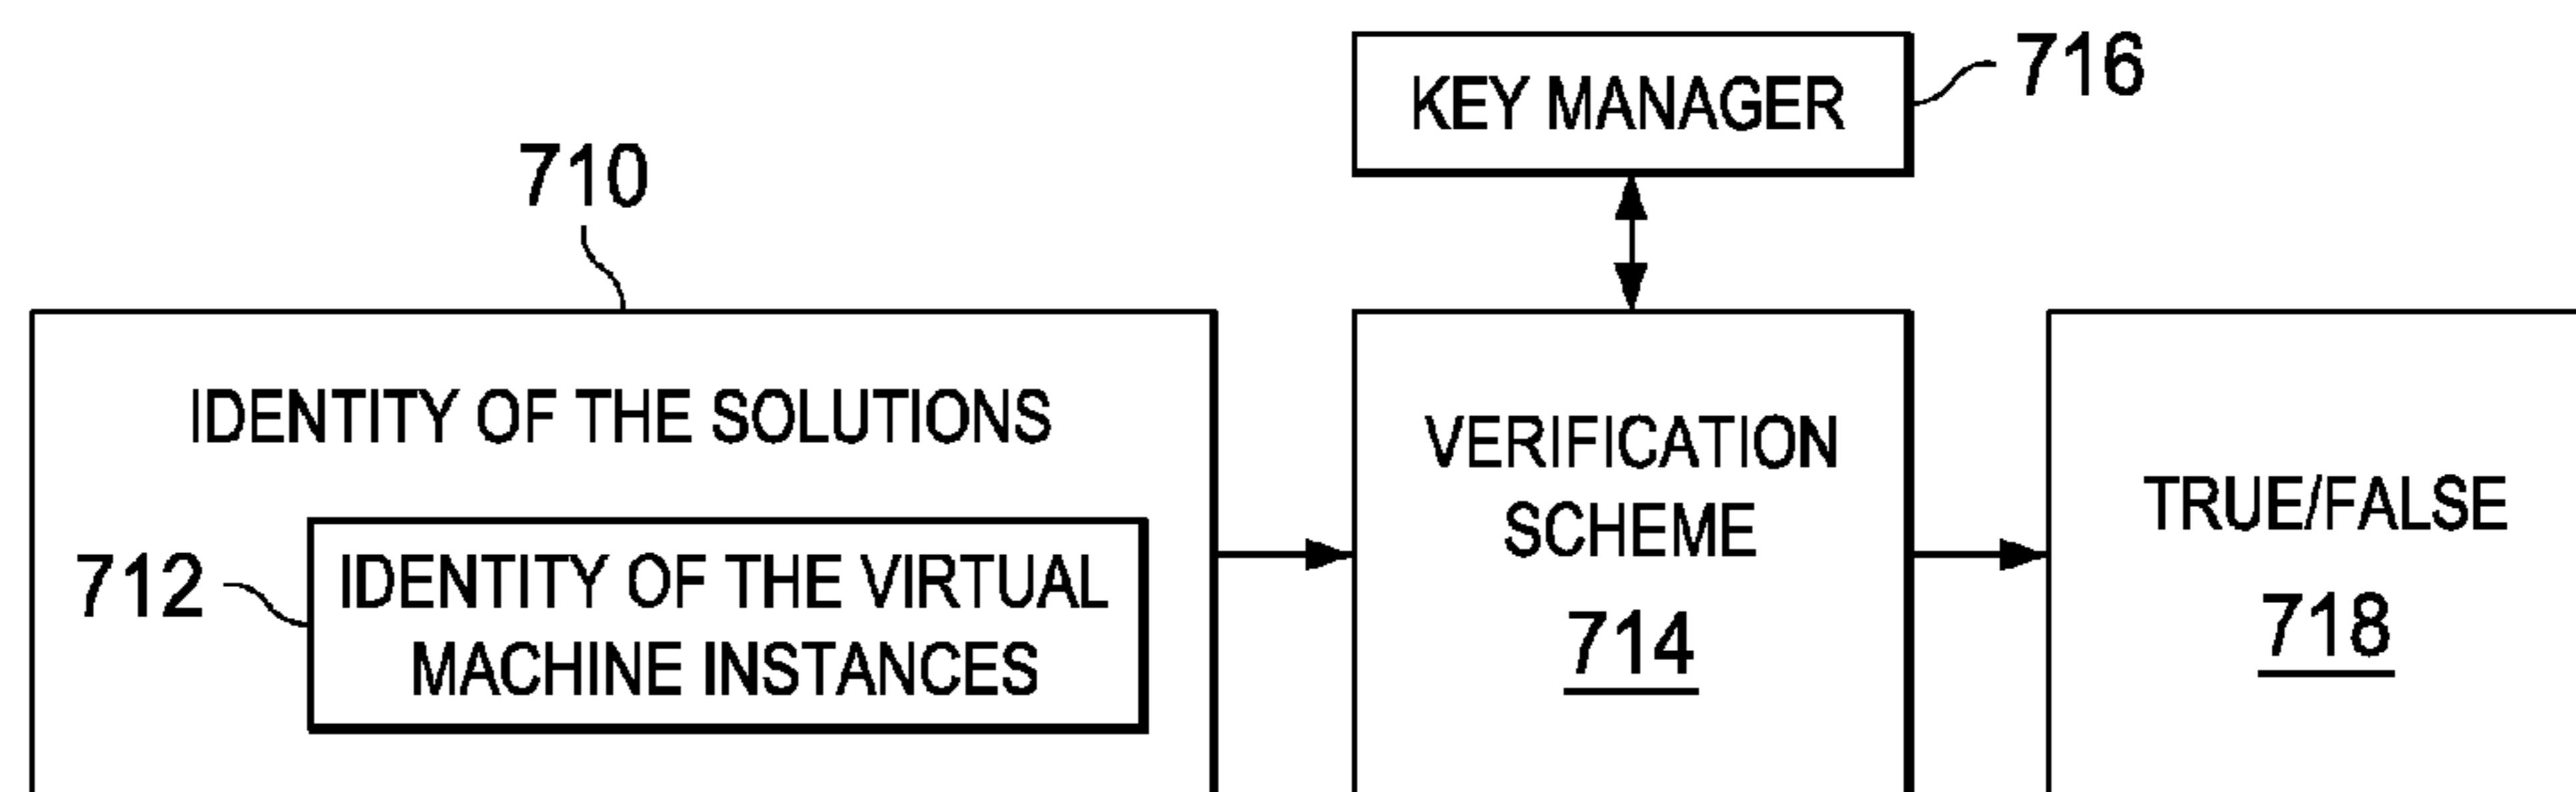 KEY MANAGER
716
710
IDENTITY OF THE SOLUTIONS
712
IDENTITY OF THE VIRTUAL
MACHINE INSTANCES
VERIFICATION
SCHEME
714
TRUE/FALSE
718